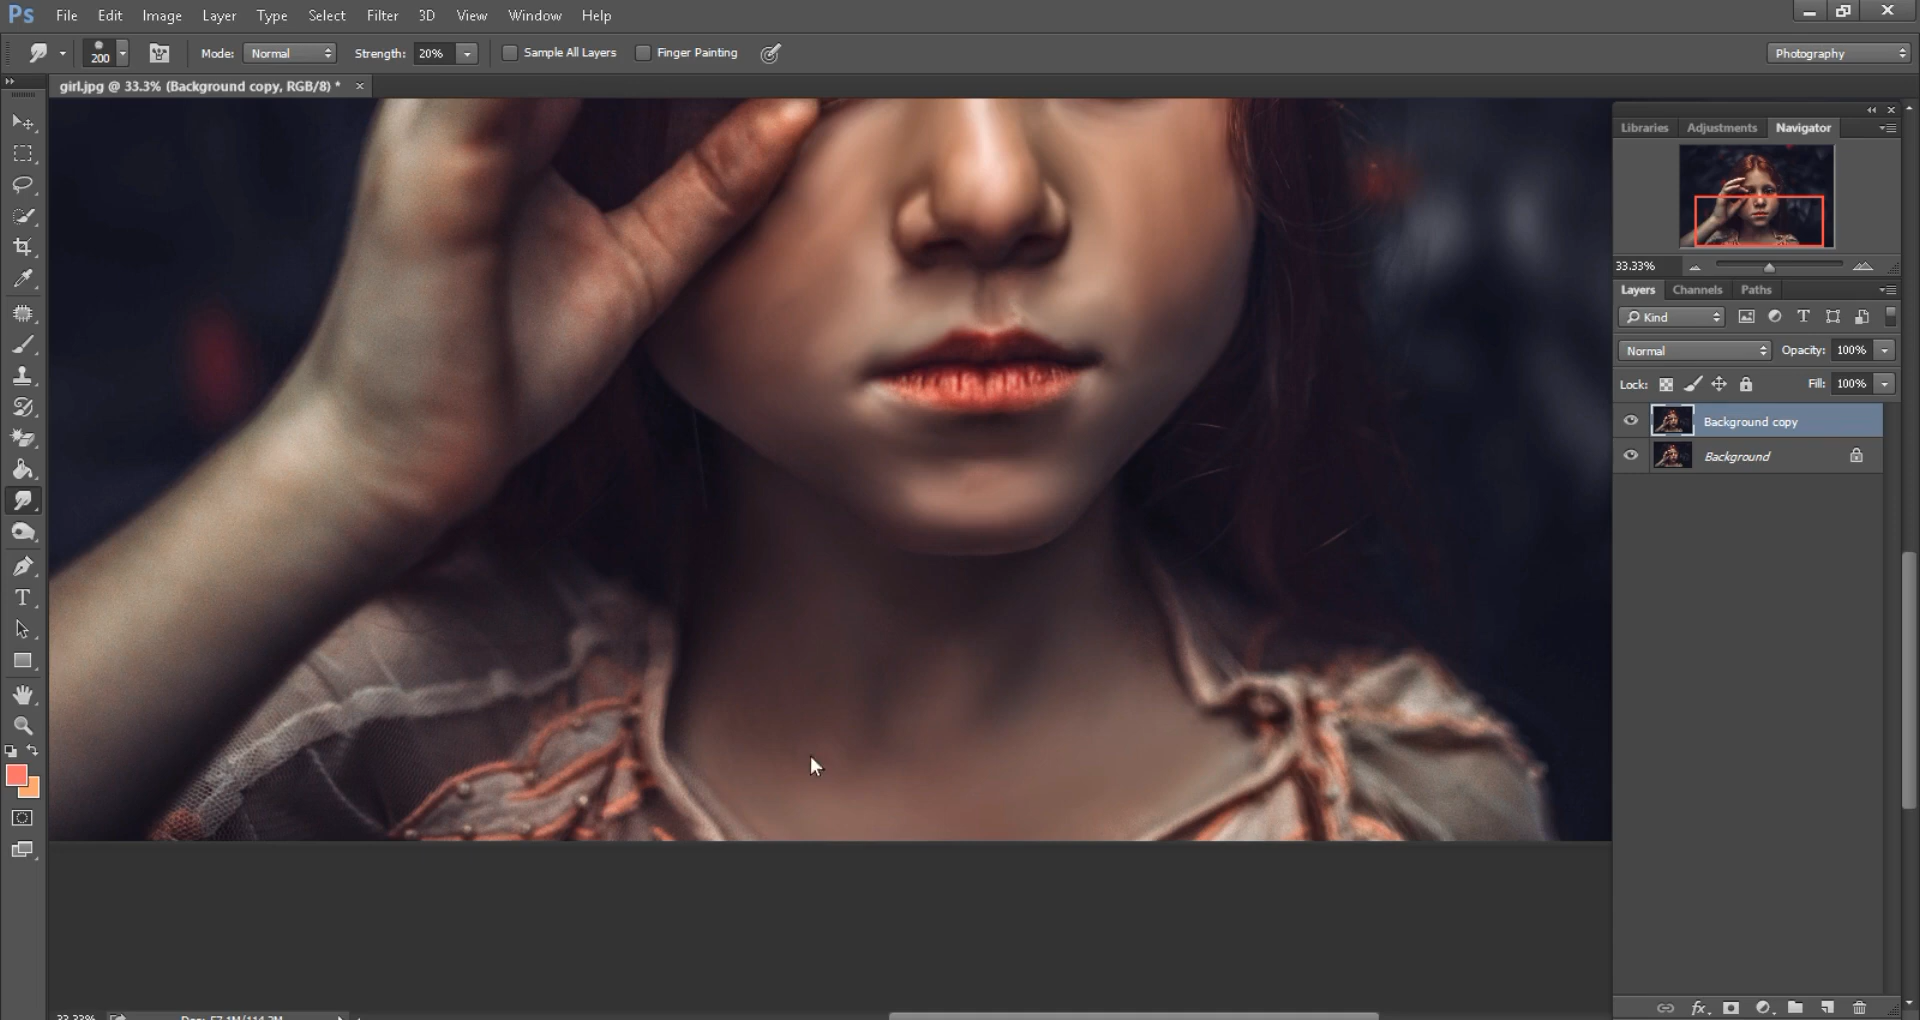 Ps File Edit Image Layer Type Select Filter 3D View Window Help
200 Mode: Normal Strength: 20% Sample All Layers Finger Painting Photography
girl.jpg @ 33.3% (Background copy, RGB/8) * ×
Libraries Adjustments Navigator
33.33%
Layers Channels Paths
Kind
Normal Opacity: 100%
Lock: Fill: 100%
Background copy
Background